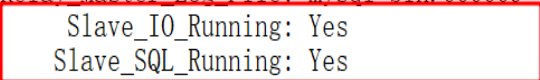 Slave_IO_Running: Yes
Slave_SQL_Running: Yes